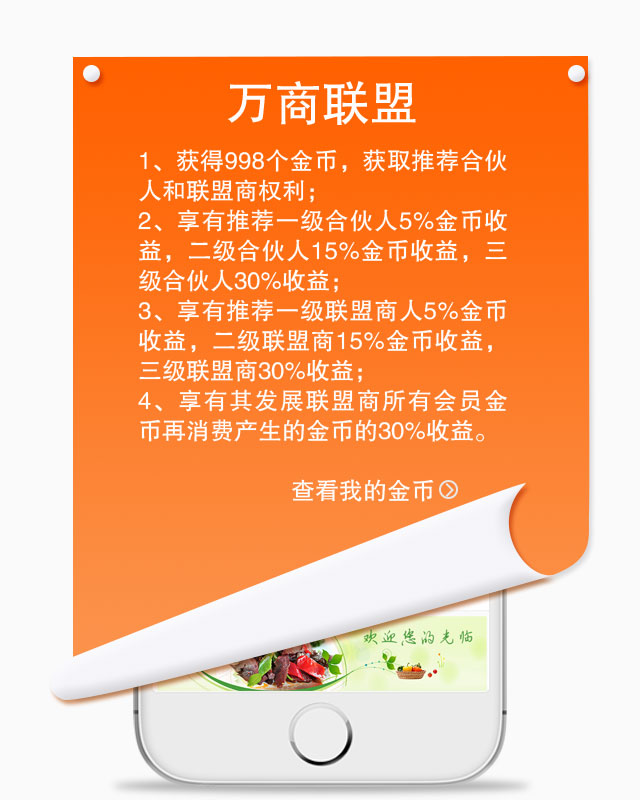 万商联盟
1、获得998个金币，获取推荐合伙
人和联盟商权利；
2、享有推荐一级合伙人5%金币收
益，二级合伙人15%金币收益，三
级合伙人30%收益；
3、享有推荐一级联盟商人5%金币
收益，二级联盟商15%金币收益，
三级联盟商30%收益；
4、享有其发展联盟商所有会员金
币再消费产生的金币的30%收益。
查看我的金币
欢迎您的光临